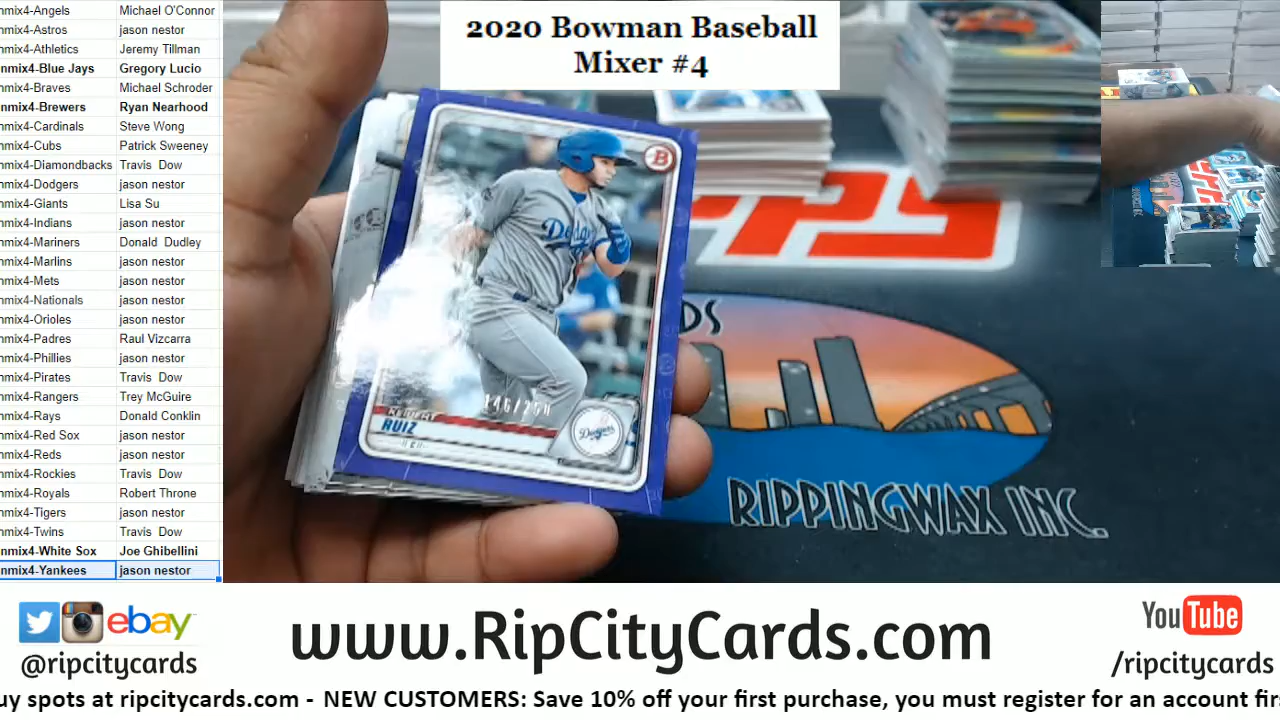 nmix4-Angels Michael O'Connor
nmix4-Astros jason nestor
nmix4-Athletics Jeremy Tillman
nmix4-Blue Jays Gregory Lucio
nmix4-Braves Michael Schroder
nmix4-Brewers Ryan Nearhood
nmix4-Cardinals Steve Wong
nmix4-Cubs Patrick Sweeney
nmix4-Diamondbacks Travis Dow
nmix4-Dodgers jason nestor
nmix4-Giants Lisa Su
nmix4-Indians jason nestor
nmix4-Mariners Donald Dudley
nmix4-Marlins jason nestor
nmix4-Mets jason nestor
nmix4-Nationals jason nestor
nmix4-Orioles jason nestor
nmix4-Padres Raul Vizcarra
nmix4-Phillies jason nestor
nmix4-Pirates Travis Dow
nmix4-Rangers Trey McGuire
nmix4-Rays Donald Conklin
nmix4-Red Sox jason nestor
nmix4-Reds jason nestor
nmix4-Rockies Travis Dow
nmix4-Royals Robert Throne
nmix4-Tigers jason nestor
nmix4-Twins Travis Dow
nmix4-White Sox Joe Ghibellini
nmix4-Yankees jason nestor
2020 Bowman Baseball
Mixer #4
B
Dodgers
146/250
KEIBERT
RUIZ
Dodgers
PPS
DS
RIPPINGWAX INC.
ebay
@ripcitycards
www.RipCityCards.com
YouTube
/ripcitycards
uy spots at ripcitycards.com - NEW CUSTOMERS: Save 10% off your first purchase, you must register for an account fir